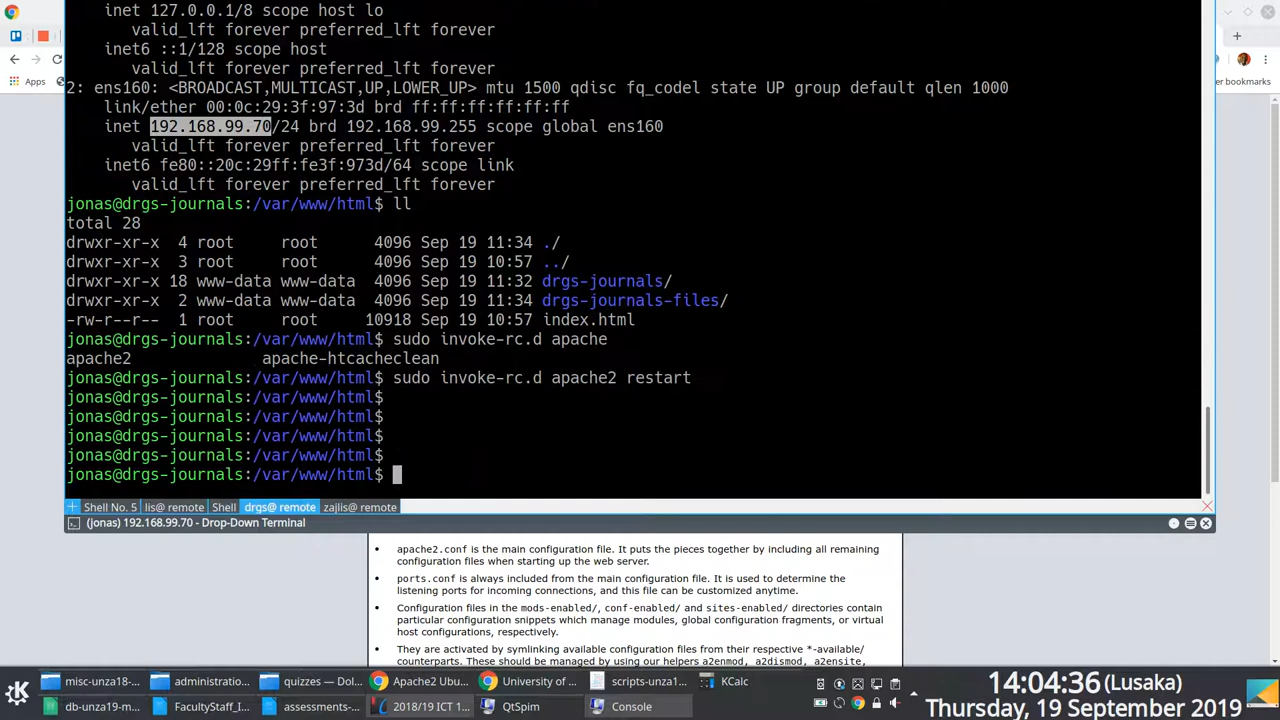 inet 127.0.0.1/8 scope host lo
valid_lft forever preferred_lft forever
inet6 ::1/128 scope host
valid_lft forever preferred_lft forever
2: ens160: <BROADCAST,MULTICAST,UP,LOWER_UP> mtu 1500 qdisc fq_codel state UP group default qlen 1000
link/ether 00:0c:29:3f:97:3d brd ff:ff:ff:ff:ff:ff
inet 192.168.99.70/24 brd 192.168.99.255 scope global ens160
valid_lft forever preferred_lft forever
inet6 fe80::20c:29ff:fe3f:973d/64 scope link
valid_lft forever preferred_lft forever
jonas@drgs-journals:/var/www/html$ ll
total 28
drwxr-xr-x 4 root root 4096 Sep 19 11:34 ./
drwxr-xr-x 3 root root 4096 Sep 19 10:57 ../
drwxr-xr-x 18 www-data www-data 4096 Sep 19 11:32 drgs-journals/
drwxr-xr-x 2 www-data www-data 4096 Sep 19 11:34 drgs-journals-files/
-rw-r--r-- 1 root root 10918 Sep 19 10:57 index.html
jonas@drgs-journals:/var/www/html$ sudo invoke-rc.d apache
apache2 apache-htcacheclean
jonas@drgs-journals:/var/www/html$ sudo invoke-rc.d apache2 restart
jonas@drgs-journals:/var/www/html$
jonas@drgs-journals:/var/www/html$
jonas@drgs-journals:/var/www/html$
jonas@drgs-journals:/var/www/html$
jonas@drgs-journals:/var/www/html$
Apps
er bookmarks
Shell No. 5 lis@ remote Shell drgs@ remote zajlis@ remote
(jonas) 192.168.99.70 - Drop-Down Terminal
• apache2.conf is the main configuration file. It puts the pieces together by including all remaining
configuration files when starting up the web server.
• ports.conf is always included from the main configuration file. It is used to determine the
listening ports for incoming connections, and this file can be customized anytime.
• Configuration files in the mods-enabled/, conf-enabled/ and sites-enabled/ directories contain
particular configuration snippets which manage modules, global configuration fragments, or virtual
host configurations, respectively.
• They are activated by symlinking available configuration files from their respective *-available/
counterparts. These should be managed by using our helpers a2enmod, a2dismod, a2ensite,
misc-unza18-... administratio... quizzes — Dol... Apache2 Ubu... University of ... scripts-unza1... KCalc
db-unza19-m... FacultyStaff_I... assessments-... 2018/19 ICT 1... QtSpim Console
14:04:36 (Lusaka)
Thursday, 19 September 2019